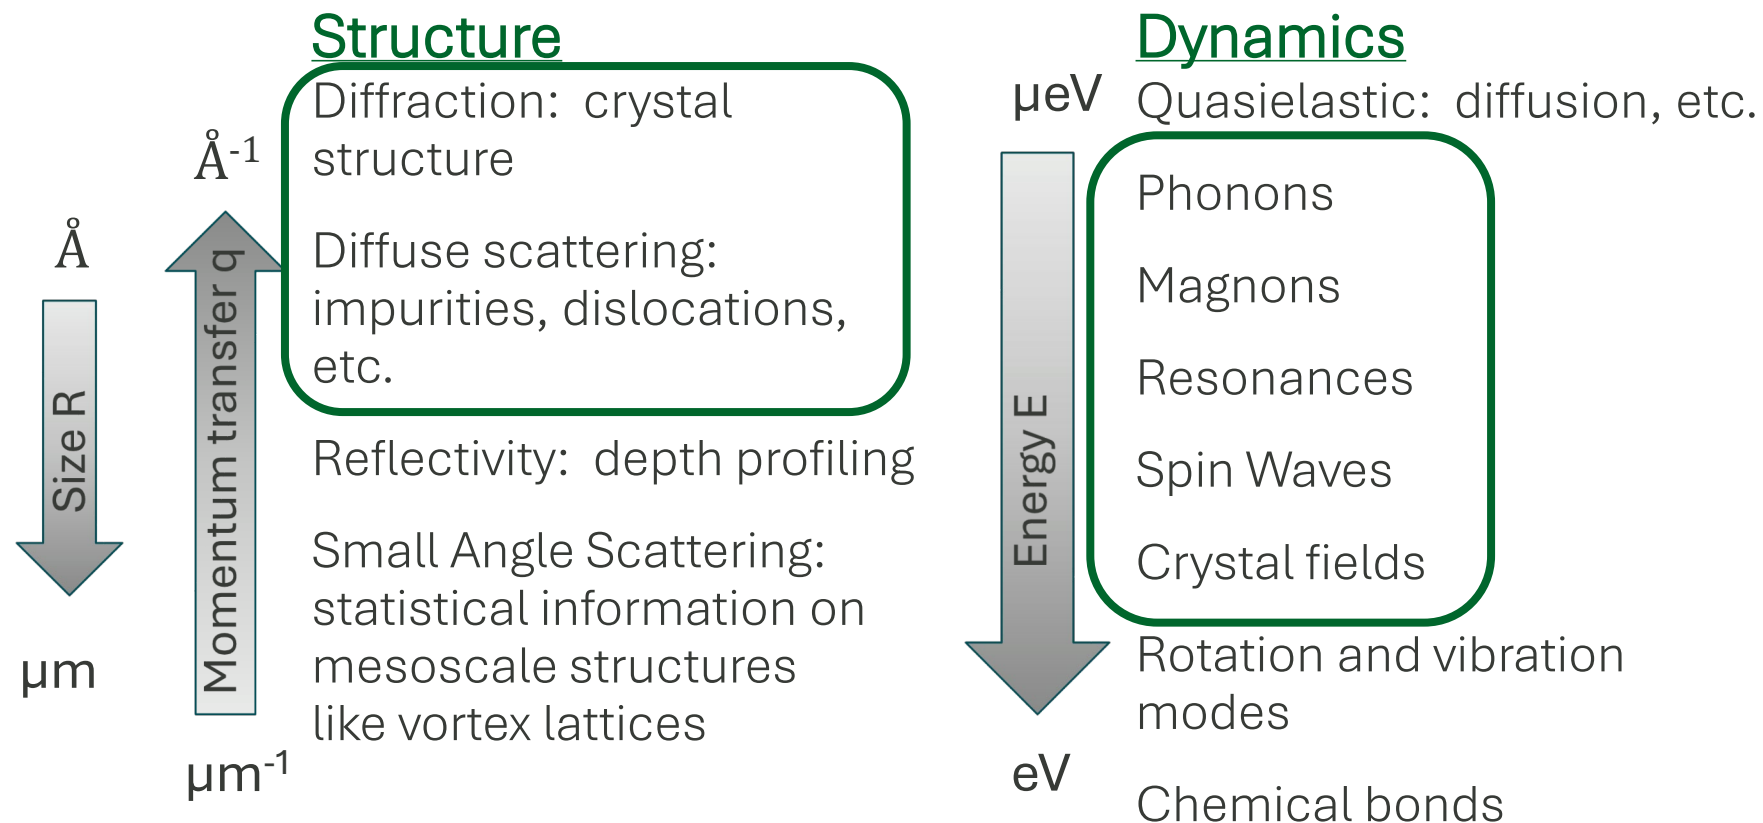 Structure
Å
Size R
µm
Å-1
Momentum transfer q
µm-1
Diffraction:  crystal
structure
Diffuse scattering:
impurities, dislocations,
etc.
Reflectivity:  depth profiling
Small Angle Scattering:
statistical information on
mesoscale structures
like vortex lattices
Dynamics
µeV
Energy E
eV
Quasielastic:  diffusion, etc.
Phonons
Magnons
Resonances
Spin Waves
Crystal fields
Rotation and vibration
modes
Chemical bonds